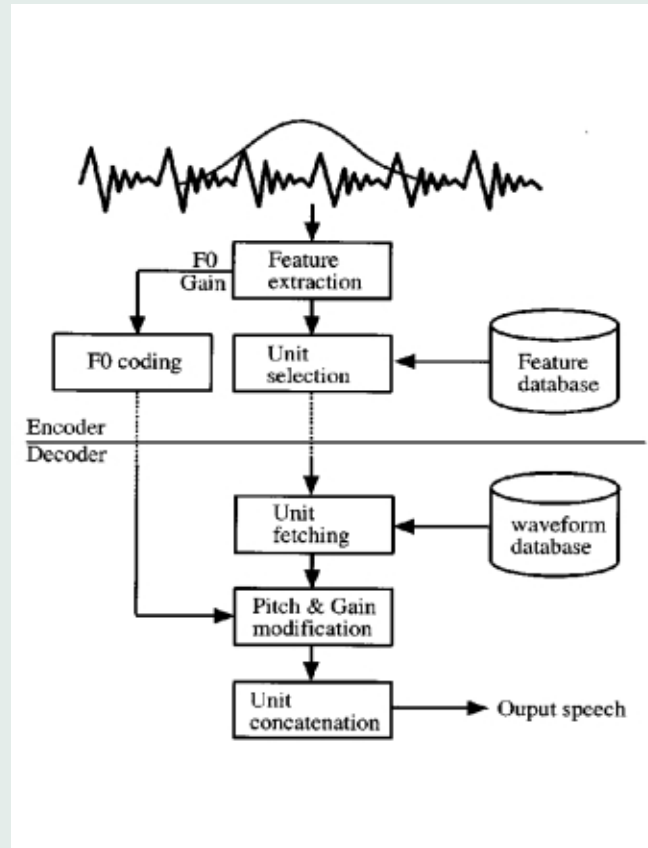 F0
Gain
Feature
extraction
F0 coding
Unit
selection
Feature
database
Encoder
Decoder
Unit
fetching
waveform
database
Pitch & Gain
modification
Unit
concatenation
Ouput speech